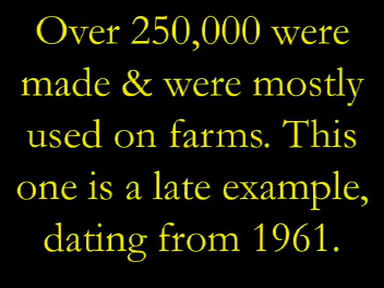 Over 250,000 were
made & were mostly
used on farms. This
one is a late example,
dating from 1961.